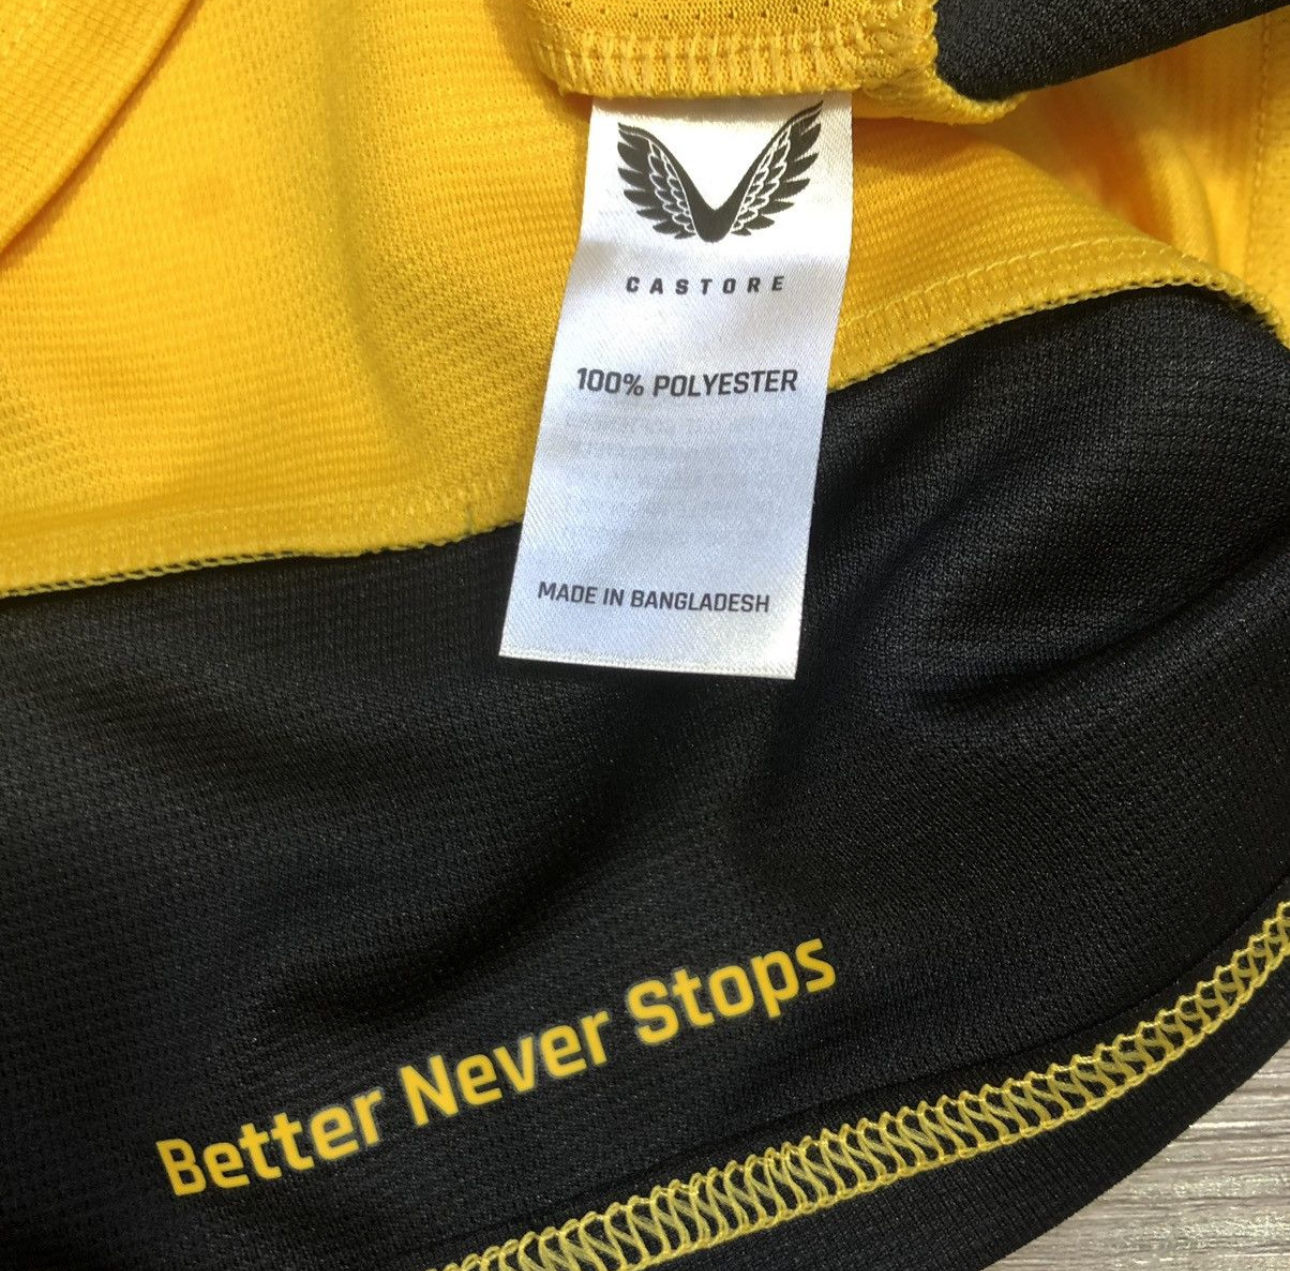 CASTORE
100% POLYESTER
MADE IN BANGLADESH
Better Never Stops